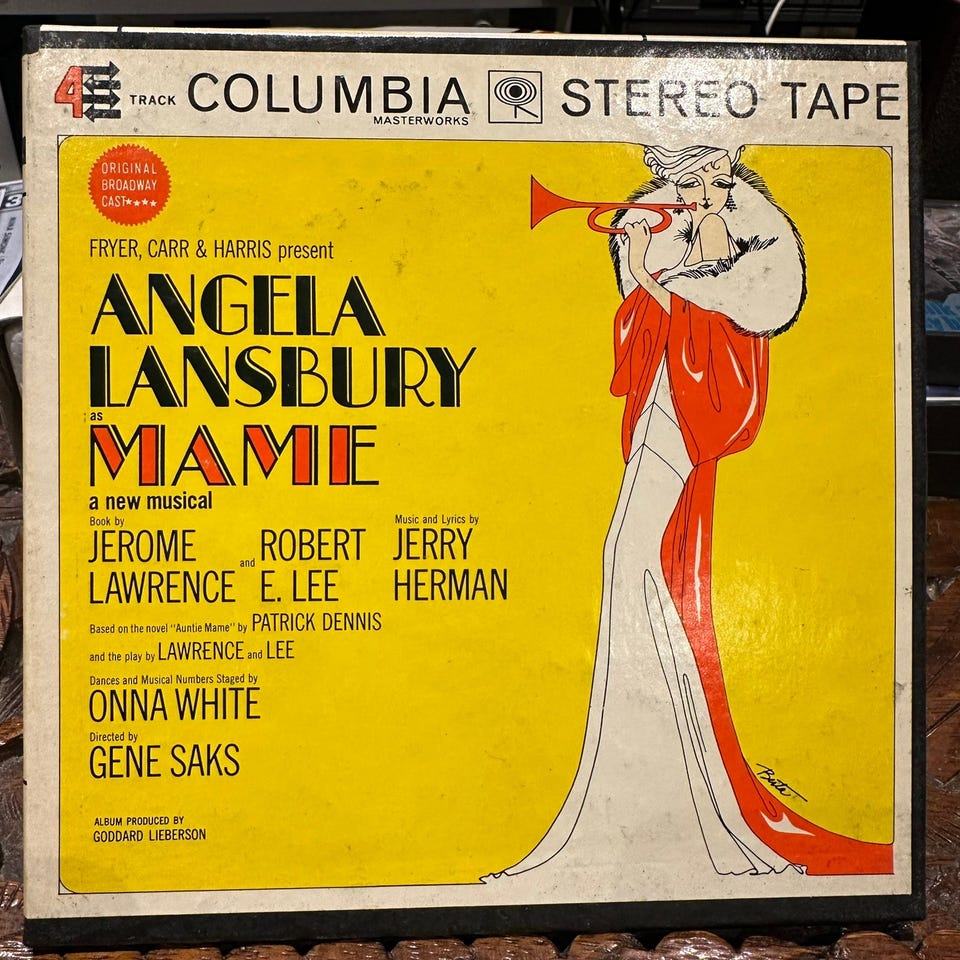 4 TRACK COLUMBIA STEREO TAPE
MASTERWORKS
ORIGINAL
BROADWAY
CAST★★★★
FRYER, CARR & HARRIS present
ANGELA
LANSBURY
as
MAME
a new musical
Book by
JEROME and ROBERT
LAWRENCE E. LEE
Music and Lyrics by
JERRY
HERMAN
Based on the novel "Auntie Mame" by PATRICK DENNIS
and the play by LAWRENCE and LEE
Dances and Musical Numbers Staged by
ONNA WHITE
Directed by
GENE SAKS
ALBUM PRODUCED BY
GODDARD LIEBERSON